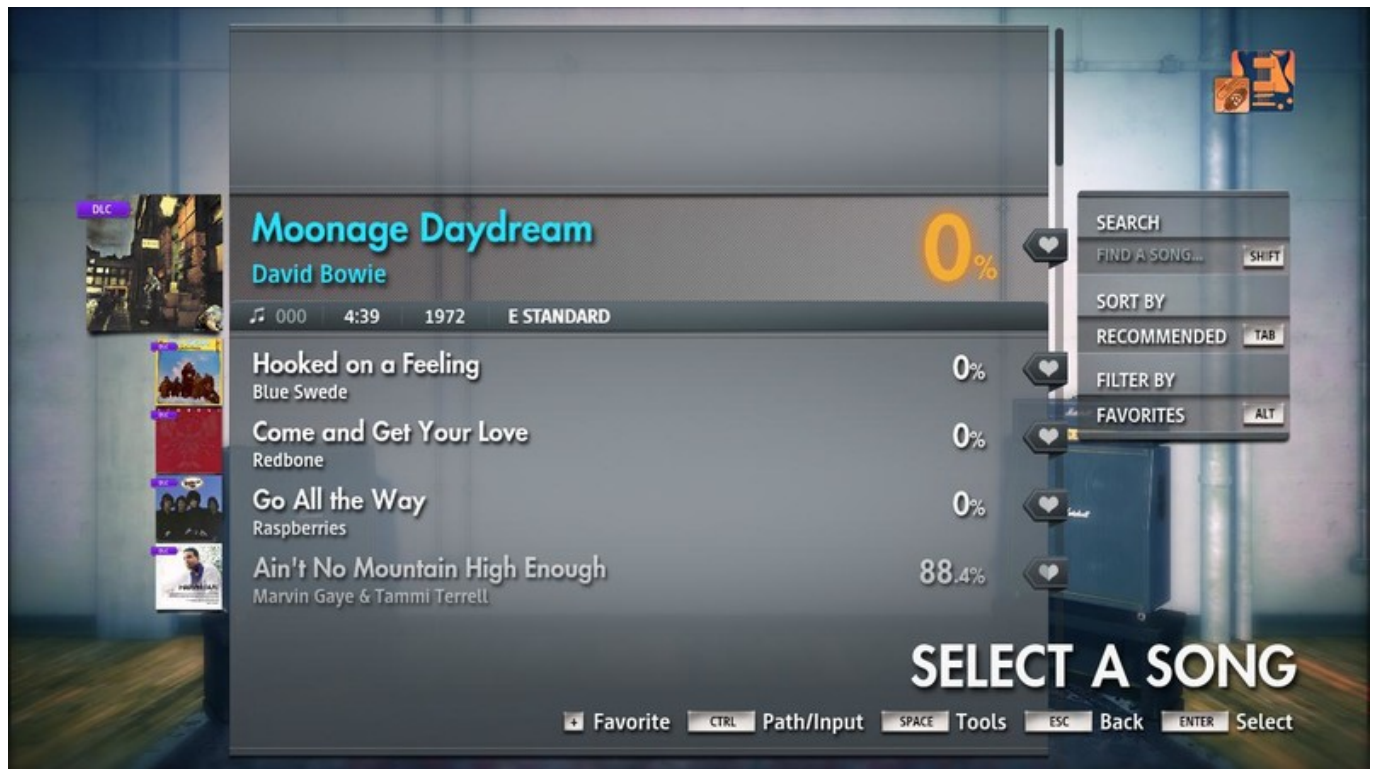 DLC
Moonage Daydream
0%
David Bowie
000 4:39 1972 E STANDARD
Hooked on a Feeling
0%
Blue Swede
Come and Get Your Love
0%
Redbone
Go All the Way
0%
Raspberries
Ain't No Mountain High Enough
88.4%
Marvin Gaye & Tammi Terrell
SEARCH
FIND A SONG... SHIFT
SORT BY
RECOMMENDED TAB
FILTER BY
FAVORITES ALT
SELECT A SONG
+ Favorite CTRL Path/Input SPACE Tools ESC Back ENTER Select